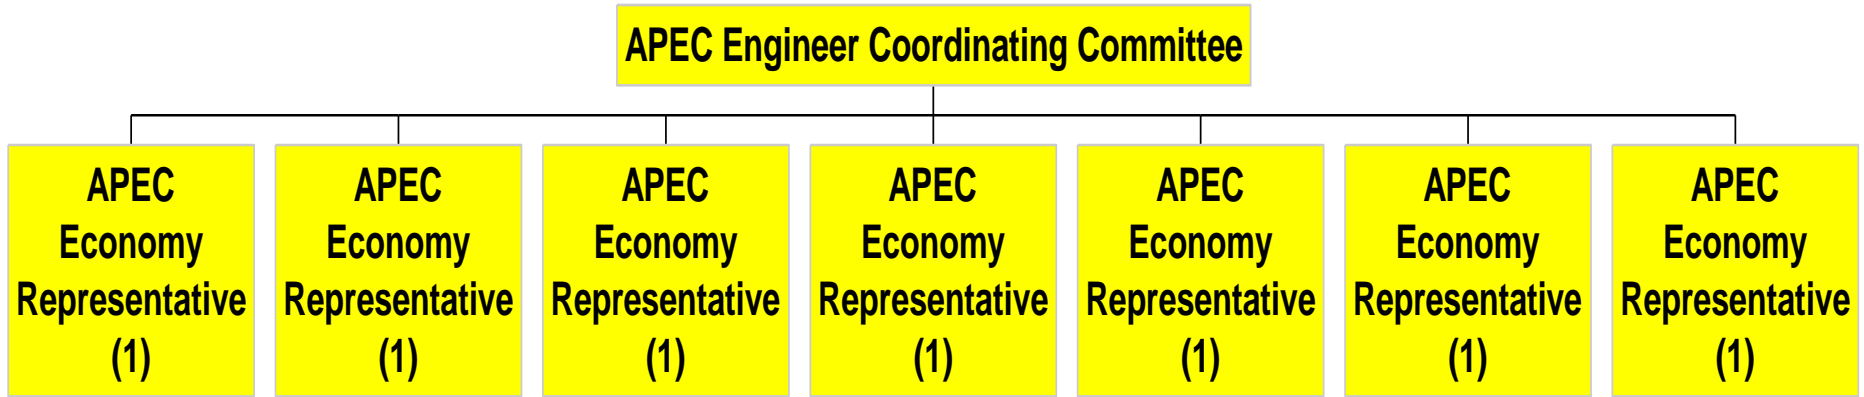 APEC Engineer Coordinating Committee
APEC
Economy
Representative
(1)
APEC
Economy
Representative
(1)
APEC
Economy
Representative
(1)
APEC
Economy
Representative
(1)
APEC
Economy
Representative
(1)
APEC
Economy
Representative
(1)
APEC
Economy
Representative
(1)